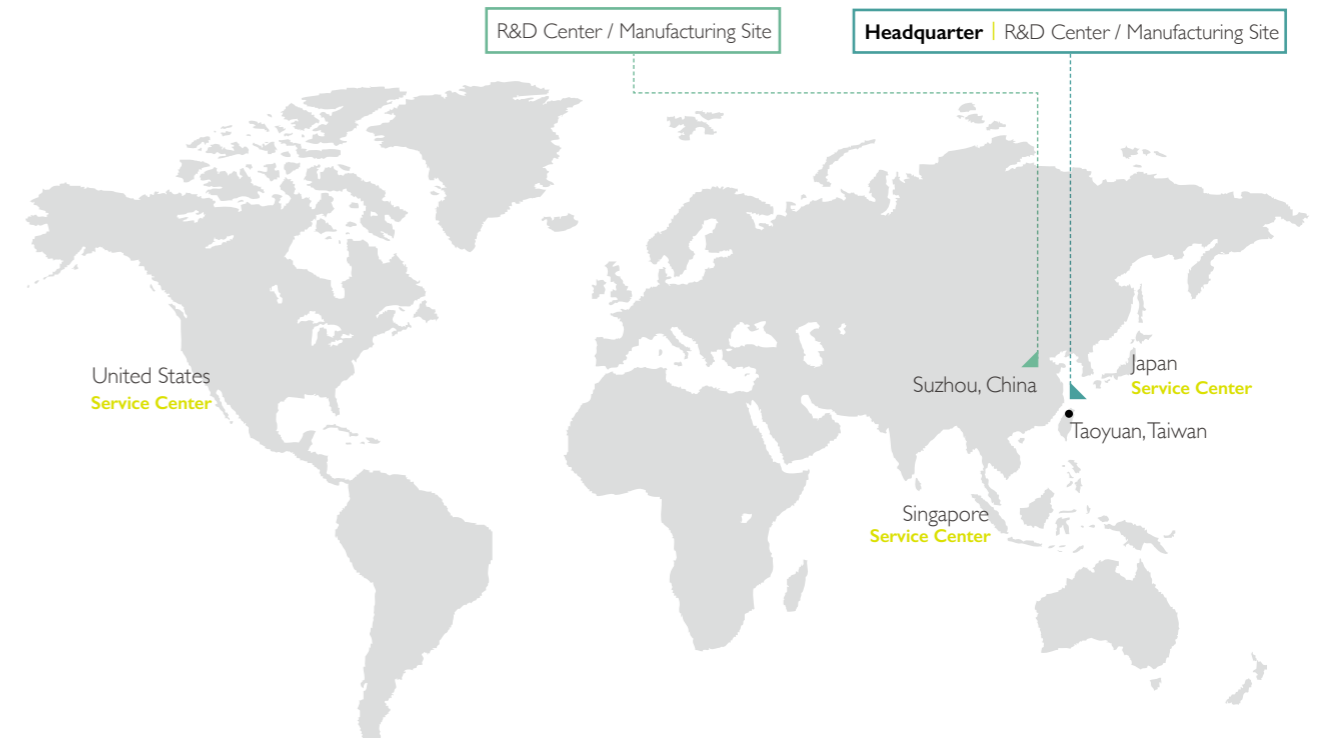 R&D Center / Manufacturing Site
Headquarter | R&D Center / Manufacturing Site
United States
Service Center
Suzhou, China
Japan
Service Center
Taoyuan, Taiwan
Singapore
Service Center